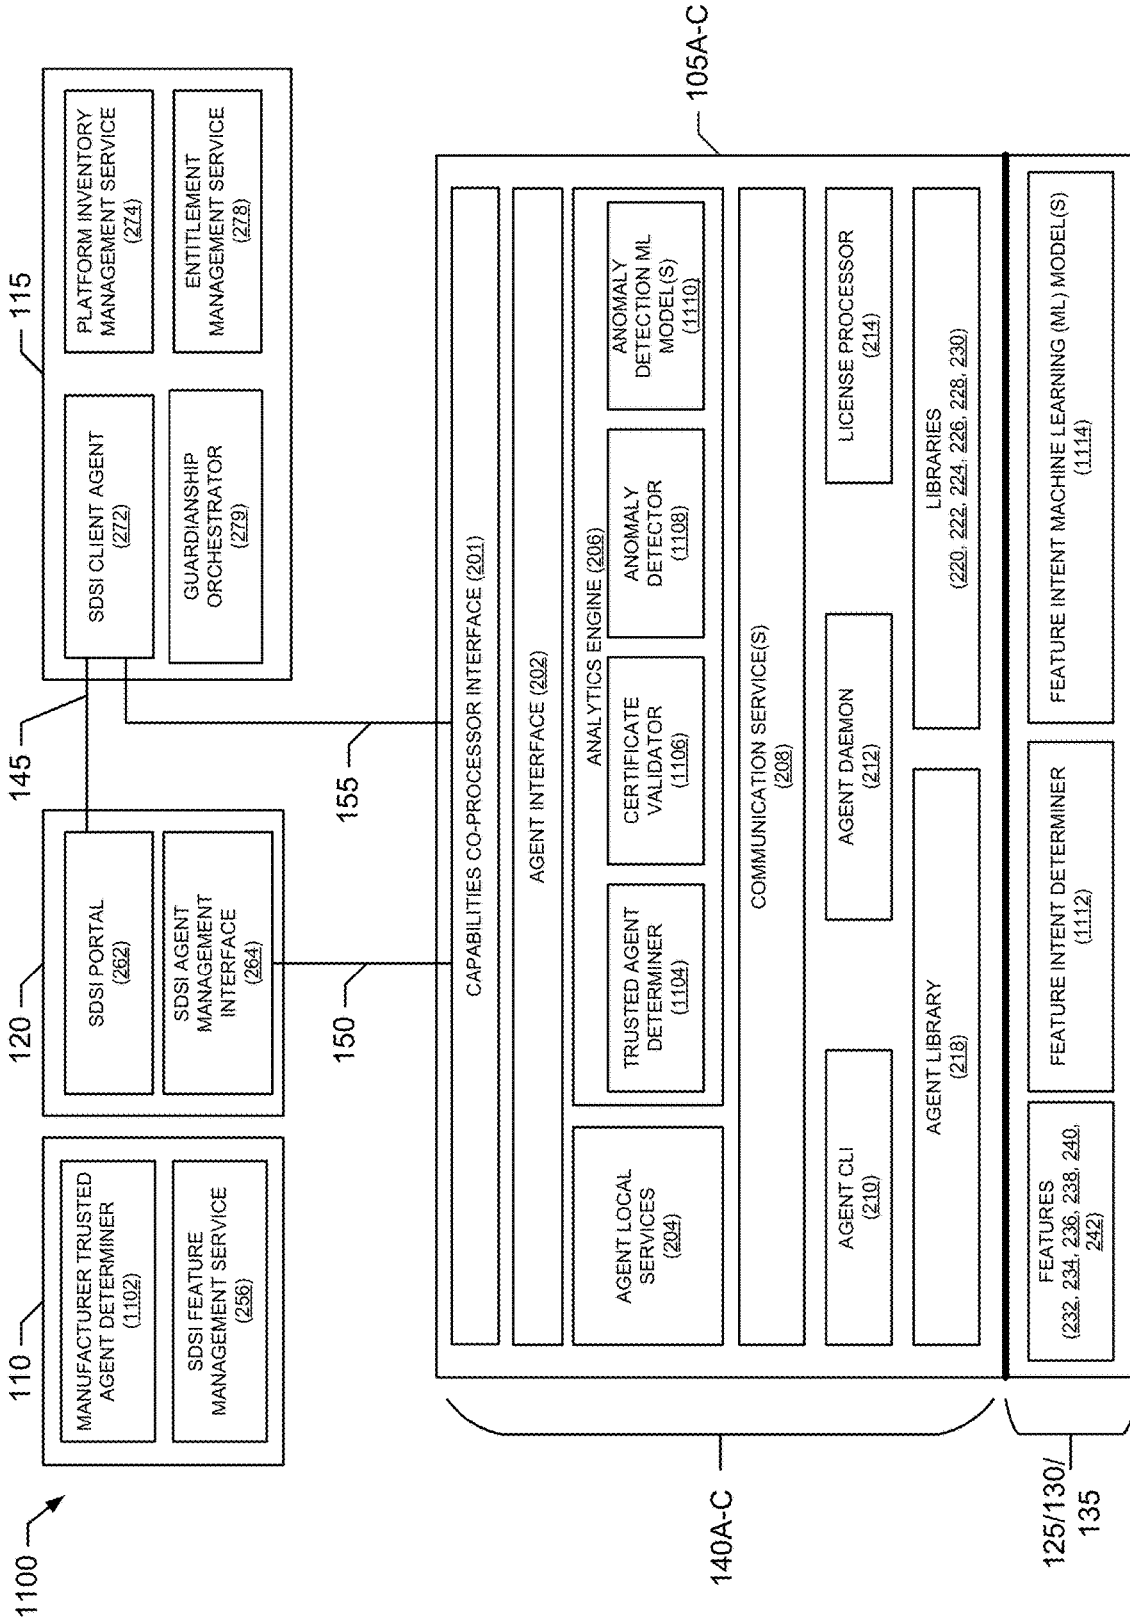 1100
110
MANUFACTURER TRUSTED
AGENT DETERMINER
(1102)
SDSI FEATURE
MANAGEMENT SERVICE
(256)
120
SDSI PORTAL
(262)
SDSI AGENT
MANAGEMENT
INTERFACE
(264)
145
115
SDSI CLIENT AGENT
(272)
PLATFORM INVENTORY
MANAGEMENT SERVICE
(274)
GUARDIANSHIP
ORCHESTRATOR
(279)
ENTITLEMENT
MANAGEMENT SERVICE
(278)
150
155
105A-C
140A-C
CAPABILITIES CO-PROCESSOR INTERFACE (201)
AGENT INTERFACE (202)
AGENT LOCAL
SERVICES
(204)
ANALYTICS ENGINE (206)
TRUSTED AGENT
DETERMINER
(1104)
CERTIFICATE
VALIDATOR
(1106)
ANOMALY
DETECTOR
(1108)
ANOMALY
DETECTION ML
MODEL(S)
(1110)
COMMUNICATION SERVICE(S)
(208)
AGENT CLI
(210)
AGENT DAEMON
(212)
LICENSE PROCESSOR
(214)
AGENT LIBRARY
(218)
LIBRARIES
(220, 222, 224, 226, 228, 230)
125/130/
135
FEATURES
(232, 234, 236, 238, 240,
242)
FEATURE INTENT DETERMINER
(1112)
FEATURE INTENT MACHINE LEARNING (ML) MODEL(S)
(1114)